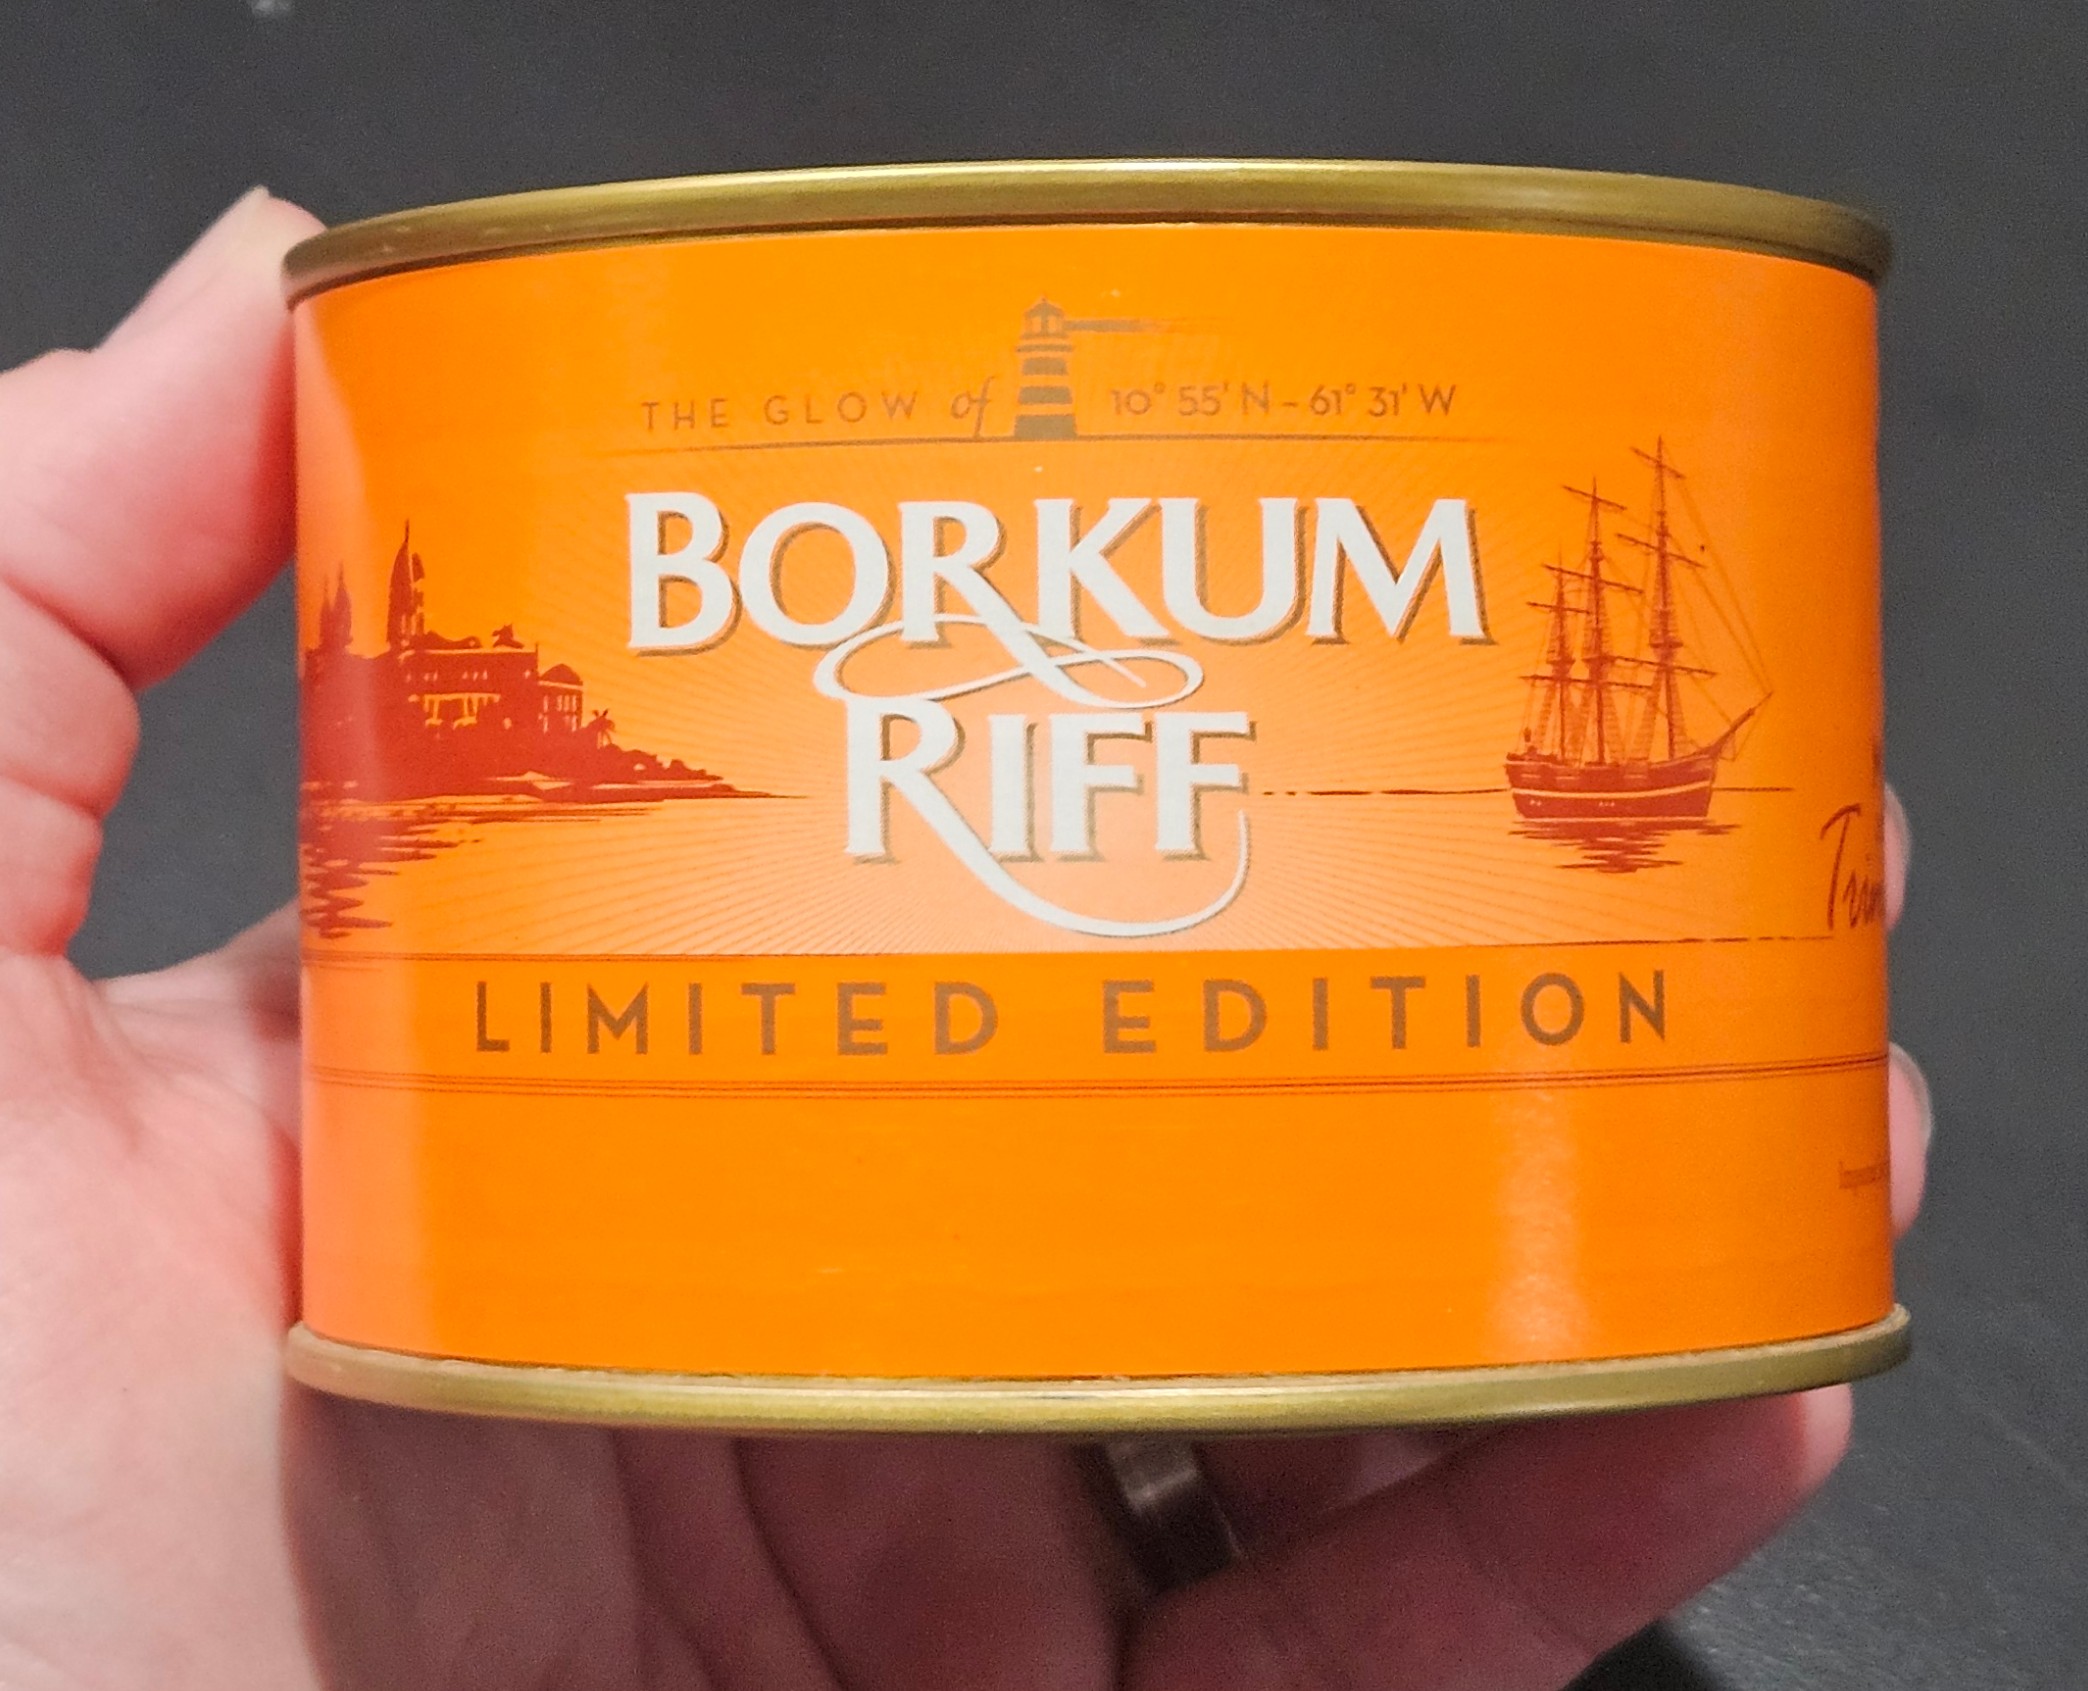 THE GLOW of 10° 55' N - 61° 31' W
BORKUM
RIFF
LIMITED EDITION